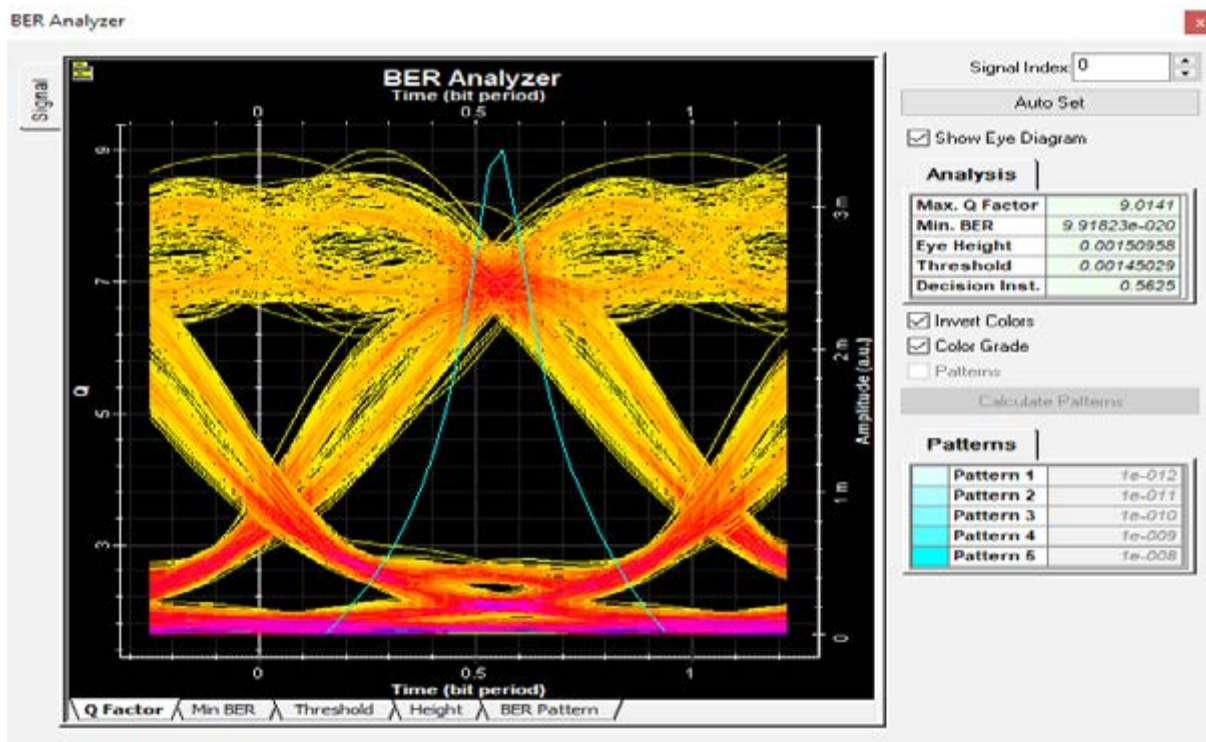 BER Analyzer
Signal
BER Analyzer
Time (bit period)
0 0.5 1
Q
9
7
5
3
Amplitude (a.u.)
3 m
2 m
1 m
0
0 0.5 1
Time (bit period)
Q Factor Min BER Threshold Height BER Pattern
Signal Index: 0
Auto Set
Show Eye Diagram
Analysis
Max. Q Factor 9.0141
Min. BER 9.91823e-020
Eye Height 0.00150958
Threshold 0.00145029
Decision Inst. 0.5625
Invert Colors
Color Grade
Patterns
Calculate Patterns
Patterns
Pattern 1 1e-012
Pattern 2 1e-011
Pattern 3 1e-010
Pattern 4 1e-009
Pattern 5 1e-008